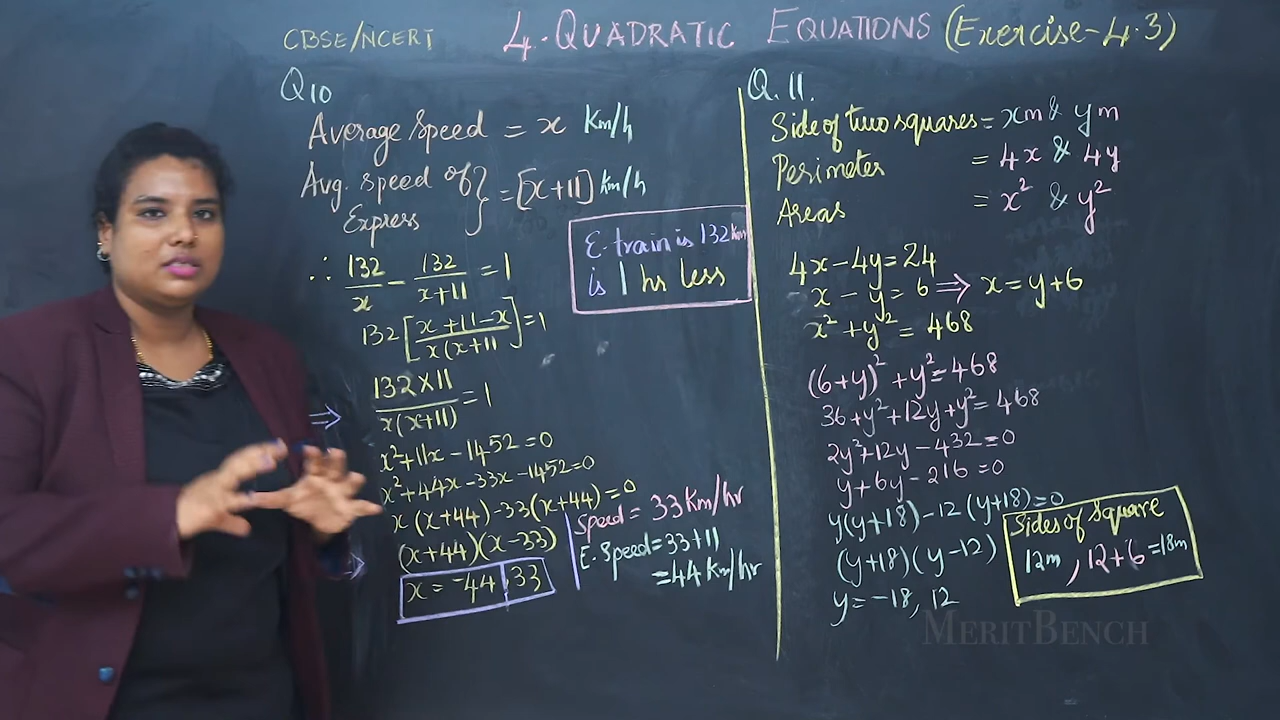 CBSE/NCERT 4. QUADRATIC EQUATIONS (Exercise-4.3)
Q10
Average speed = x Km/h
Avg. speed of Express } = [x+11] Km/h
E. train is 132 km
is 1 hr less
∴ 132/x - 132/x+11 = 1
132 [x+11-x / x(x+11] = 1
⇒ 132×11 / x(x+11) = 1
x²+11x-1452=0
x²+44x-33x-1452=0
x(x+44)-33(x+44)=0
(x+44)(x-33)
x = -44, 33
Speed = 33 Km/hr
E. Speed = 33+11
= 44 Km/hr
Q.11.
Side of two squares = xm & ym
Perimeter = 4x & 4y
Areas = x² & y²
4x-4y=24
x-y=6 ⇒ x=y+6
x²+y²=468
(6+y)²+y²=468
36+y²+12y+y²=468
2y²+12y-432=0
y+6y-216=0
y(y+18)-12(y+18)=0
(y+18)(y-12)
y=-18, 12
Sides of Square
12m, 12+6=18m
MERITBENCH